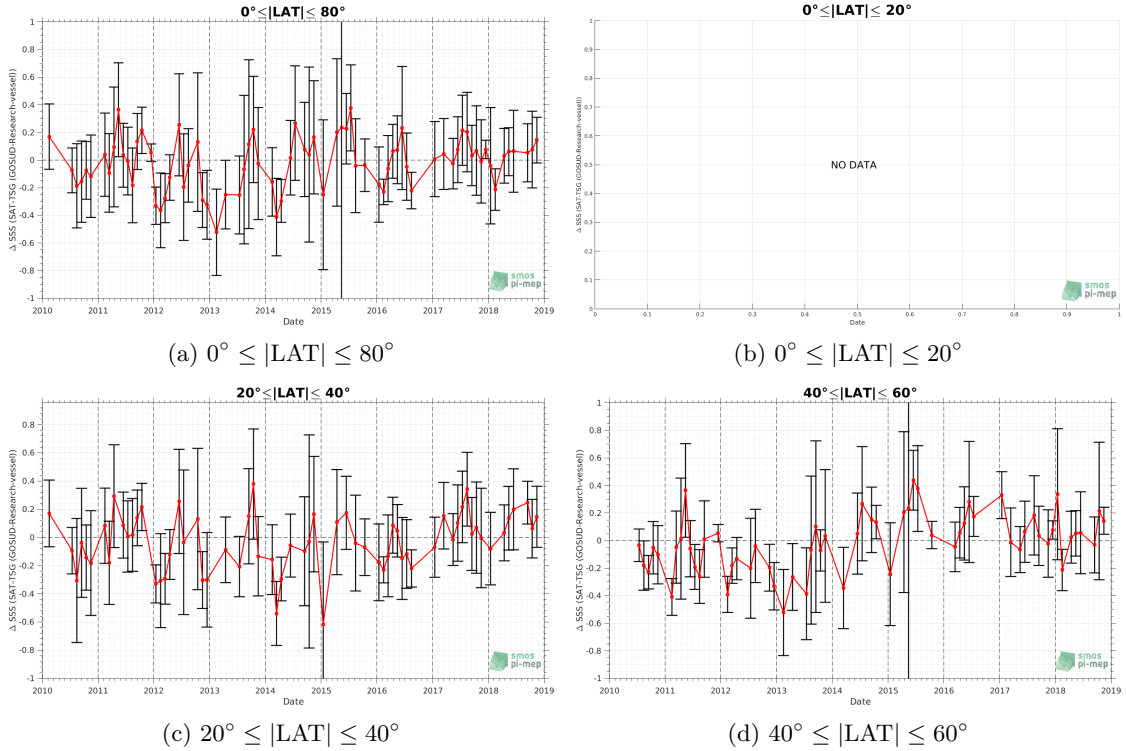 0°≤|LAT|≤ 80°
Δ SSS (SAT-TSG (GOSUD-Research-vessel))
1
0.8
0.6
0.4
0.2
0
-0.2
-0.4
-0.6
-0.8
-1
2010 2011 2012 2013 2014 2015 2016 2017 2018 2019
Date
smos
pi-mep
(a) 0° ≤ |LAT| ≤ 80°
0°≤|LAT|≤ 20°
Δ SSS (SAT-TSG (GOSUD-Research-vessel))
1
0.9
0.8
0.7
0.6
0.5
0.4
0.3
0.2
0.1
0
NO DATA
0 0.1 0.2 0.3 0.4 0.5 0.6 0.7 0.8 0.9 1
Date
smos
pi-mep
(b) 0° ≤ |LAT| ≤ 20°
20°≤|LAT|≤ 40°
Δ SSS (SAT-TSG (GOSUD-Research-vessel))
0.8
0.6
0.4
0.2
0
-0.2
-0.4
-0.6
-0.8
-1
2010 2011 2012 2013 2014 2015 2016 2017 2018 2019
Date
smos
pi-mep
(c) 20° ≤ |LAT| ≤ 40°
40°≤|LAT|≤ 60°
Δ SSS (SAT-TSG (GOSUD-Research-vessel))
1
0.8
0.6
0.4
0.2
0
-0.2
-0.4
-0.6
-0.8
-1
2010 2011 2012 2013 2014 2015 2016 2017 2018 2019
Date
smos
pi-mep
(d) 40° ≤ |LAT| ≤ 60°